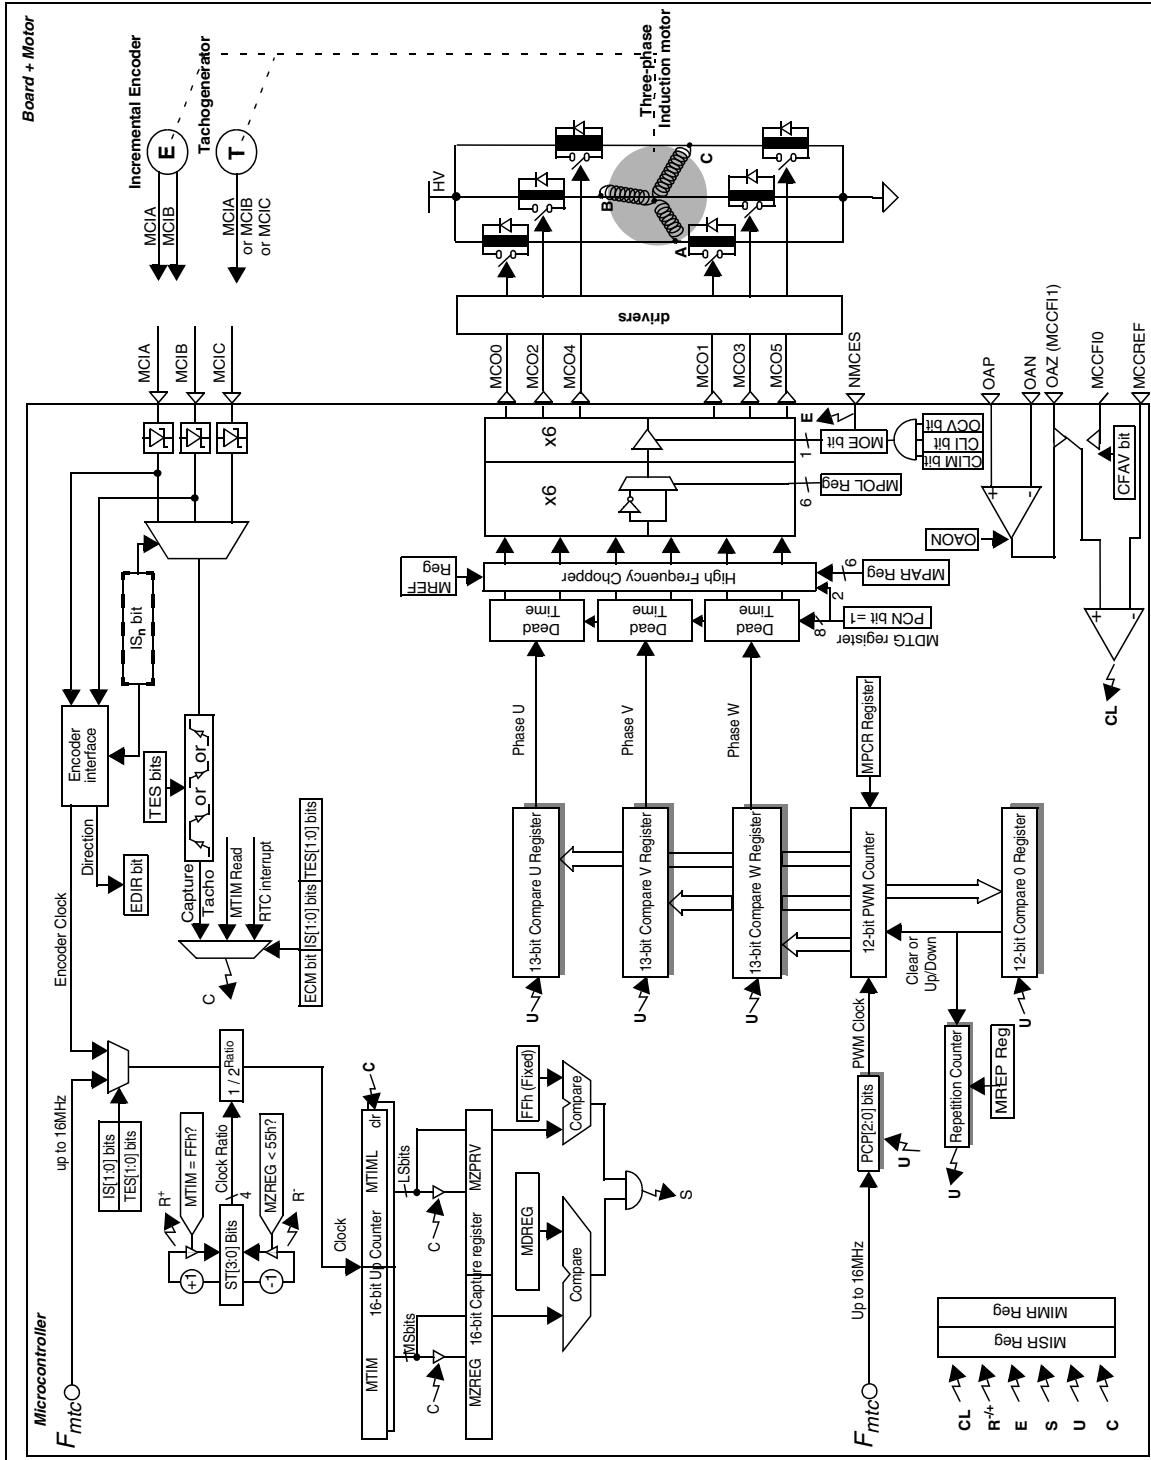 Board + Motor
Microcontroller
Incremental Encoder
E
Tachogenerator
T
MCIA
MCIB
MCIA
or MCIB
or MCIC
Three-phase
Induction motor
HV
A
B
C
drivers
MCIA
MCIB
MCIC
MCO0
MCO2
MCO4
MCO1
MCO3
MCO5
NMCES
OAP
OAN
OAZ (MCCFI1)
MCCFI0
MCCREF
x6
x6
E
1
MOE bit
CLIM bit
CLI bit
OCV bit
6
MPOL Reg
CFAV bit
OAON
+
-
+
-
CL
MREF
Reg
High Frequency Chopper
6
MPAR Reg
2
Dead
Time
Dead
Time
Dead
Time
8
PCN bit =1
MDTG register
Phase U
Phase V
Phase W
ISn bit
Encoder
interface
TES bits
or
or
Direction
EDIR bit
Capture
Tacho
MTIM Read
RTC interrupt
C
ECM bit
IS[1:0] bits
TES[1:0] bits
Encoder Clock
up to 16MHz
Fmtc
IS[1:0] bits
TES[1:0] bits
1 / 2Ratio
Clock Ratio
4
MTIM = FFh?
MZREG < 55h?
R+
R-
+1
-1
ST[3:0] Bits
Clock
MTIM
16-bit Up Counter
MTIML
clr
C
MSbits
LSbits
C
C
MZREG
16-bit Capture register
MZPRV
MDREG
FFh (Fixed)
Compare
Compare
S
13-bit Compare U Register
U
13-bit Compare V Register
U
13-bit Compare W Register
U
MPCR Register
12-bit PWM Counter
PWM Clock
Clear or
Up/Down
12-bit Compare 0 Register
U
Repetition Counter
U
MREP Reg
PCP[2:0] bits
U
Up to 16MHz
Fmtc
MIMR Reg
MISR Reg
CL
R-/+
E
S
U
C